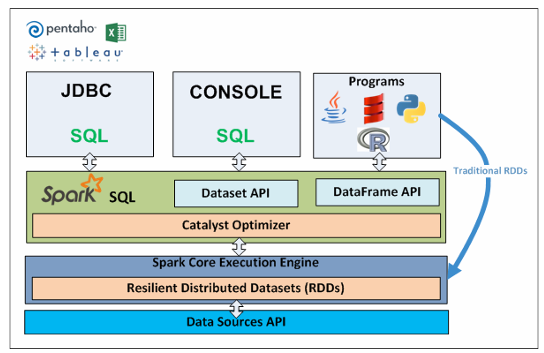 pentaho
+ a b l e a u
SOFTWARE
JDBC
SQL
CONSOLE
SQL
Programs
R
Traditional RDDs
Spark SQL
Dataset API
DataFrame API
Catalyst Optimizer
Spark Core Execution Engine
Resilient Distributed Datasets (RDDs)
Data Sources API